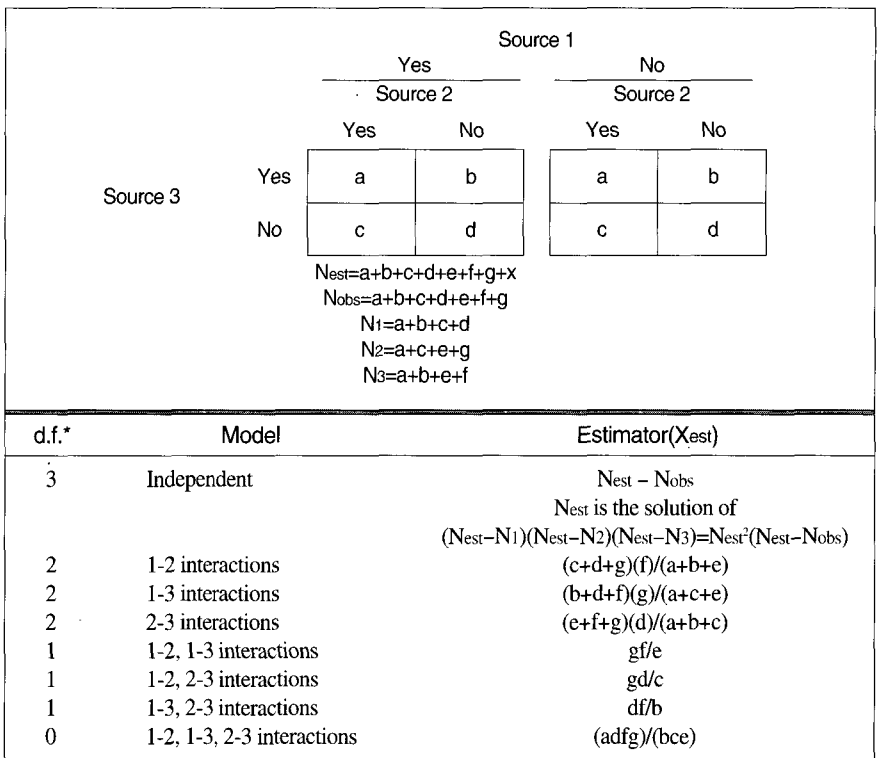 Source 1
Yes No
Source 2 Source 2
Yes No Yes No
Source 3 Yes a b a b
No c d c d
Nest=a+b+c+d+e+f+g+x
Nobs=a+b+c+d+e+f+g
N1=a+b+c+d
N2=a+c+e+g
N3=a+b+e+f
d.f.* Model Estimator(Xest)
3 Independent Nest – Nobs
Nest is the solution of
(Nest–N1)(Nest–N2)(Nest–N3)=Nest²(Nest–Nobs)
2 1-2 interactions (c+d+g)(f)/(a+b+e)
2 1-3 interactions (b+d+f)(g)/(a+c+e)
2 2-3 interactions (e+f+g)(d)/(a+b+c)
1 1-2, 1-3 interactions gf/e
1 1-2, 2-3 interactions gd/c
1 1-3, 2-3 interactions df/b
0 1-2, 1-3, 2-3 interactions (adfg)/(bce)